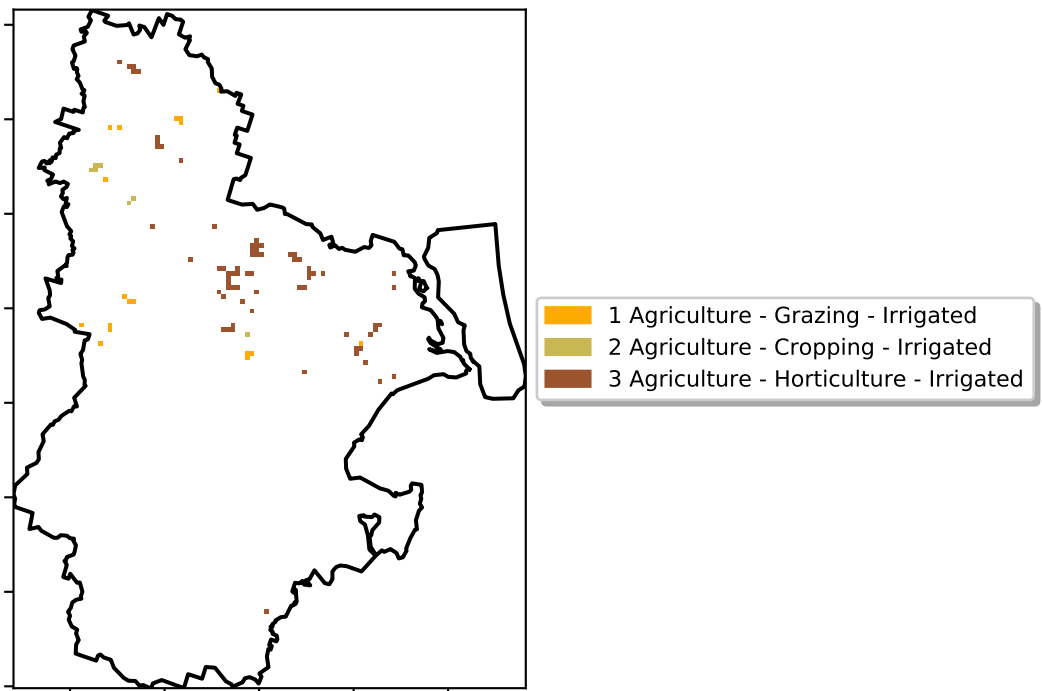 1 Agriculture - Grazing - Irrigated
2 Agriculture - Cropping - Irrigated
3 Agriculture - Horticulture - Irrigated